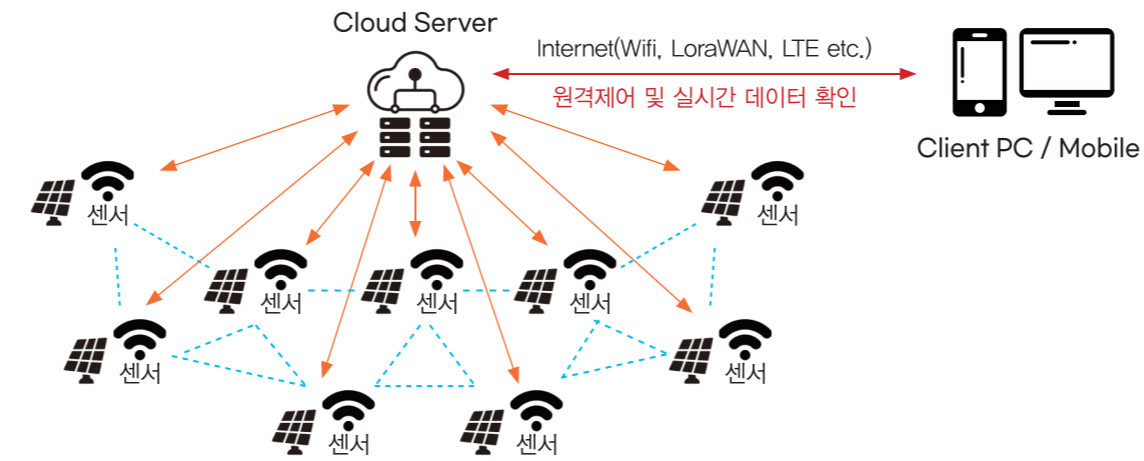 Cloud Server
Internet(Wifi, LoraWAN, LTE etc.)
원격제어 및 실시간 데이터 확인
Client PC / Mobile
센서
센서
센서
센서
센서
센서
센서
센서
센서